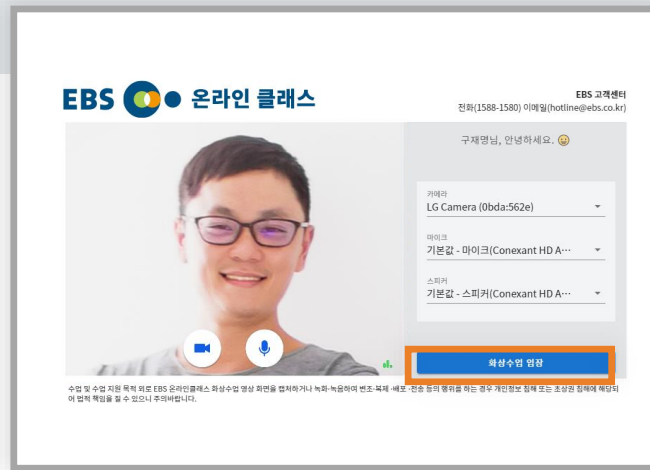 EBS 온라인 클래스
EBS 고객센터
전화(1588-1580) 이메일(hotline@ebs.co.kr)
구재명님, 안녕하세요. 😀
카메라
LG Camera (0bda:562e)
마이크
기본값 - 마이크(Conexant HD A…
스피커
기본값 - 스피커(Conexant HD A…
화상수업 입장
수업 및 수업 지원 목적 외로 EBS 온라인클래스 화상수업 영상 화면을 캡처하거나 녹화·녹음하여 변조·복제·배포·전송 등의 행위를 하는 경우 개인정보 침해 또는 초상권 침해에 해당되
어 법적 책임을 질 수 있으니 주의바랍니다.